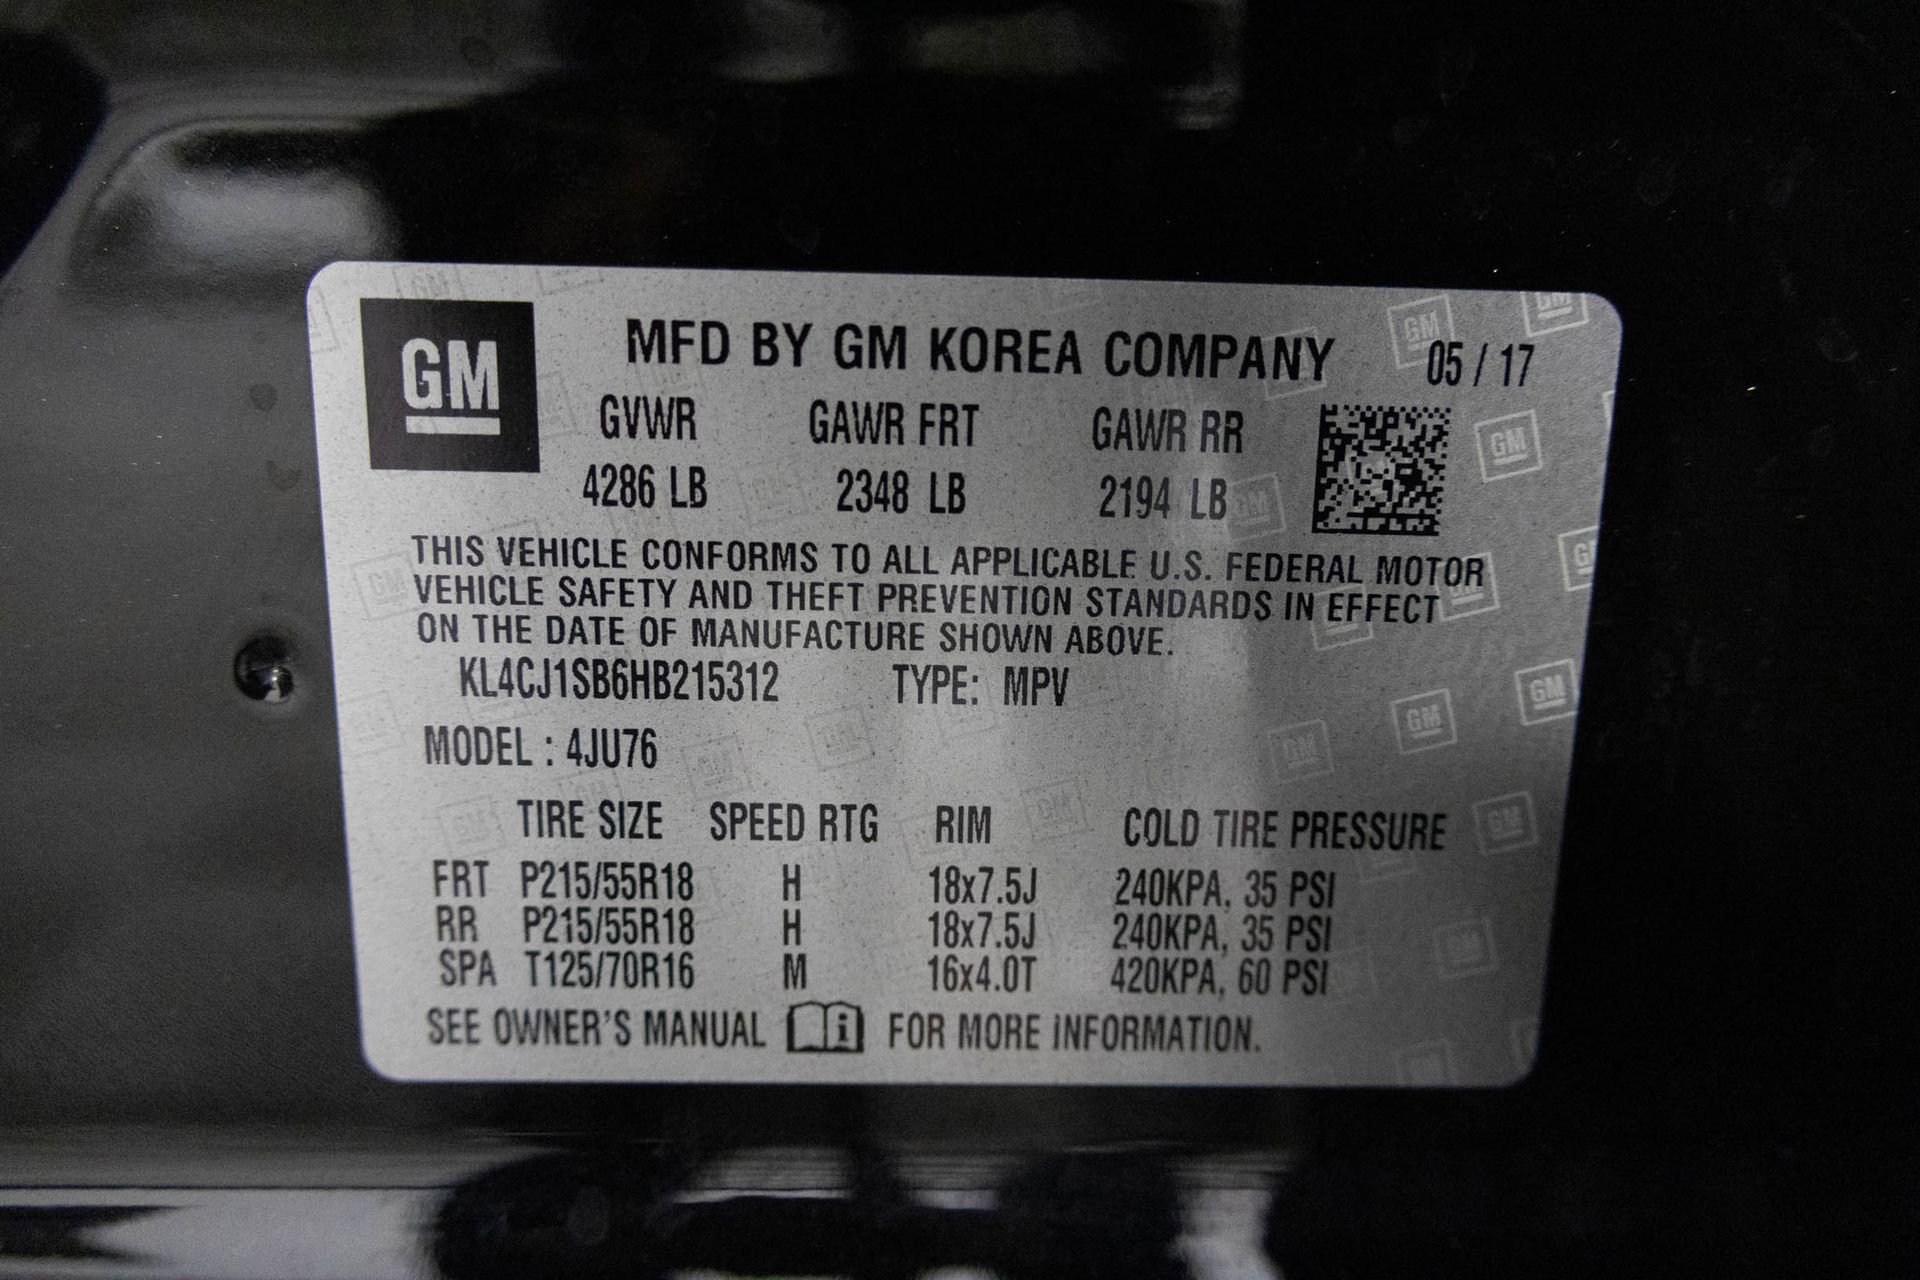 GM
MFD BY GM KOREA COMPANY 05 / 17
GVWR GAWR FRT GAWR RR
4286 LB 2348 LB 2194 LB
THIS VEHICLE CONFORMS TO ALL APPLICABLE U.S. FEDERAL MOTOR
VEHICLE SAFETY AND THEFT PREVENTION STANDARDS IN EFFECT
ON THE DATE OF MANUFACTURE SHOWN ABOVE.
KL4CJ1SB6HB215312 TYPE: MPV
MODEL : 4JU76
TIRE SIZE SPEED RTG RIM COLD TIRE PRESSURE
FRT P215/55R18 H 18x7.5J 240KPA, 35 PSI
RR P215/55R18 H 18x7.5J 240KPA, 35 PSI
SPA T125/70R16 M 16x4.0T 420KPA, 60 PSI
SEE OWNER'S MANUAL i FOR MORE INFORMATION.